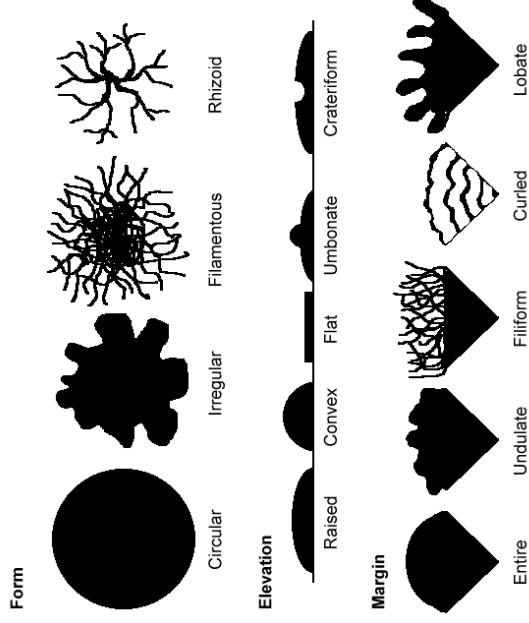 Form
Circular Irregular Filamentous Rhizoid
Elevation
Raised Convex Flat Umbonate Crateriform
Margin
Entire Undulate Filiform Curled Lobate